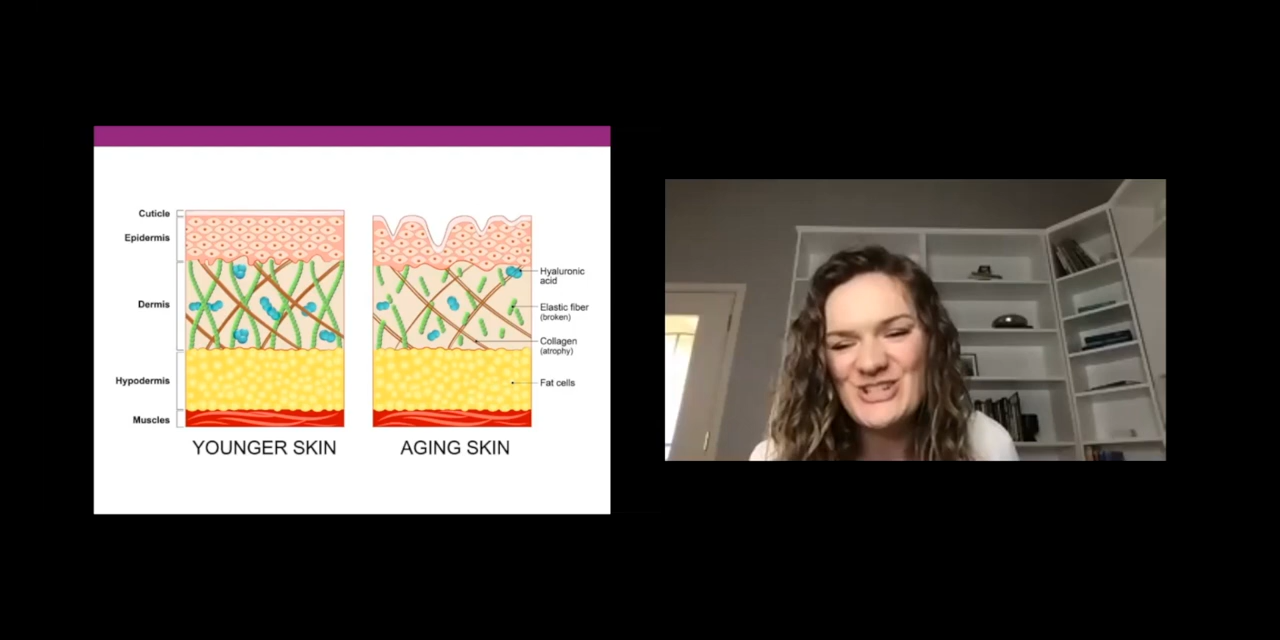 Cuticle
Epidermis
Dermis
Hypodermis
Muscles
Hyaluronic
acid
Elastic fiber
(broken)
Collagen
(atrophy)
Fat cells
YOUNGER SKIN
AGING SKIN